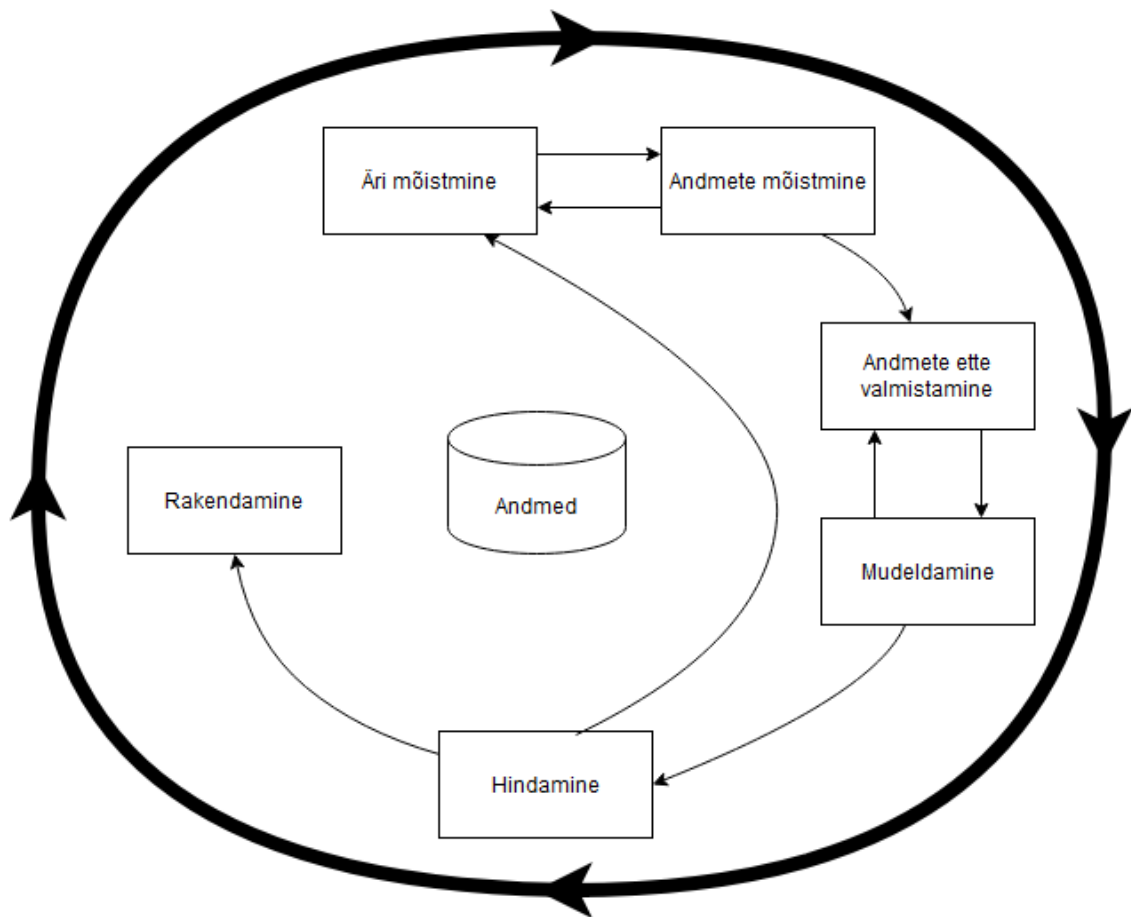 Äri mõistmine
Andmete mõistmine
Andmete ette
valmistamine
Rakendamine
Andmed
Mudeldamine
Hindamine